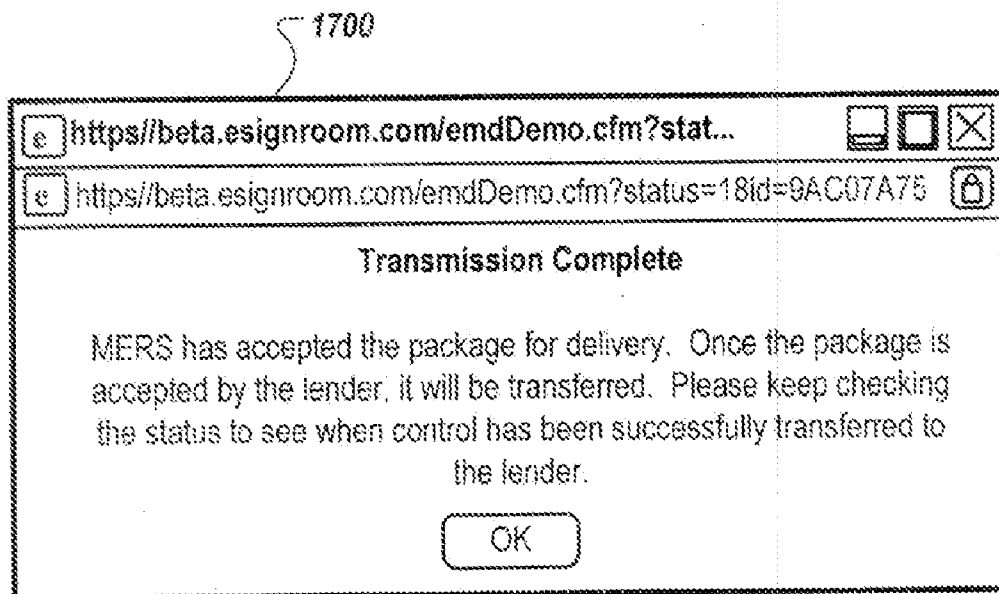 1700
e https//beta.esignroom.com/emdDemo.cfm?stat...
e https//beta.esignroom.com/emdDemo.cfm?status=18id=9AC07A75
Transmission Complete
MERS has accepted the package for delivery. Once the package is
accepted by the lender, it will be transferred. Please keep checking
the status to see when control has been successfully transferred to
the lender.
OK